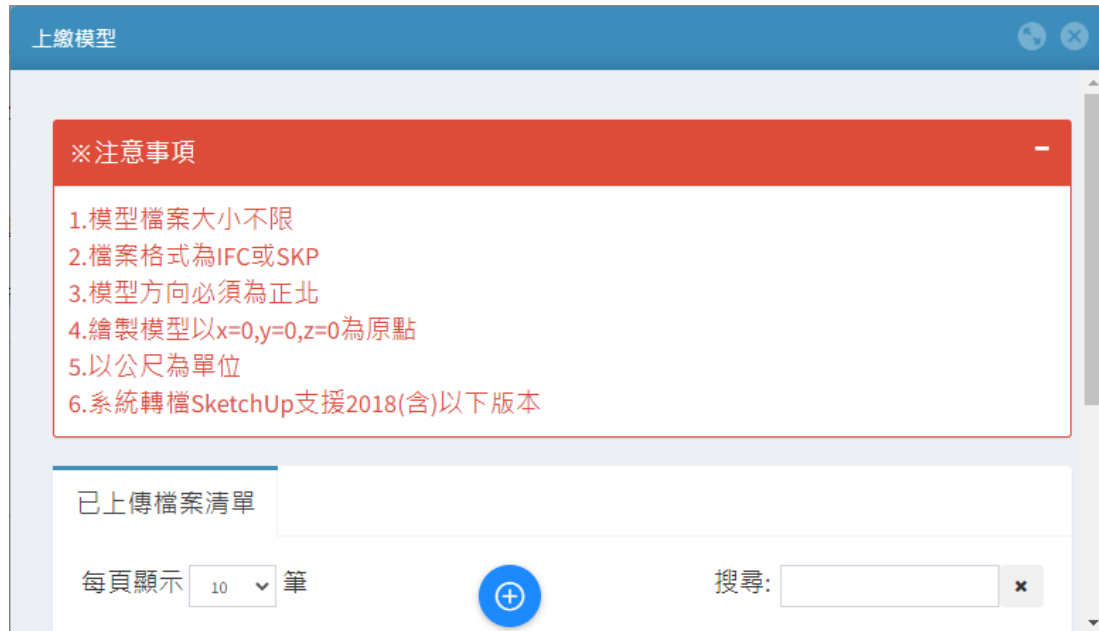 上繳模型
※注意事項
1.模型檔案大小不限
2.檔案格式為IFC或SKP
3.模型方向必須為正北
4.繪製模型以x=0,y=0,z=0為原點
5.以公尺為單位
6.系統轉檔SketchUp支援2018(含)以下版本
已上傳檔案清單
每頁顯示 10 筆 搜尋: